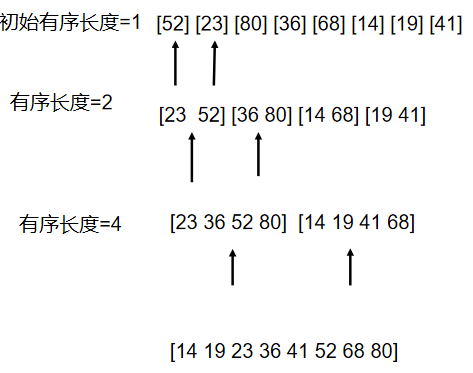 初始有序长度=1 [52] [23] [80] [36] [68] [14] [19] [41]
有序长度=2 [23 52] [36 80] [14 68] [19 41]
有序长度=4 [23 36 52 80] [14 19 41 68]
[14 19 23 36 41 52 68 80]